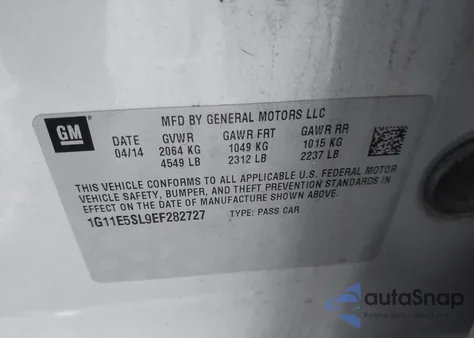 GM
MFD BY GENERAL MOTORS LLC
DATE GVWR GAWR FRT GAWR RR
04/14 2064 KG 1049 KG 1015 KG
4549 LB 2312 LB 2237 LB
THIS VEHICLE CONFORMS TO ALL APPLICABLE U.S. FEDERAL MOTOR
VEHICLE SAFETY, BUMPER, AND THEFT PREVENTION STANDARDS IN
EFFECT ON THE DATE OF MANUFACTURE SHOWN ABOVE.
1G11E5SL9EF282727 TYPE: PASS CAR
autaSnap